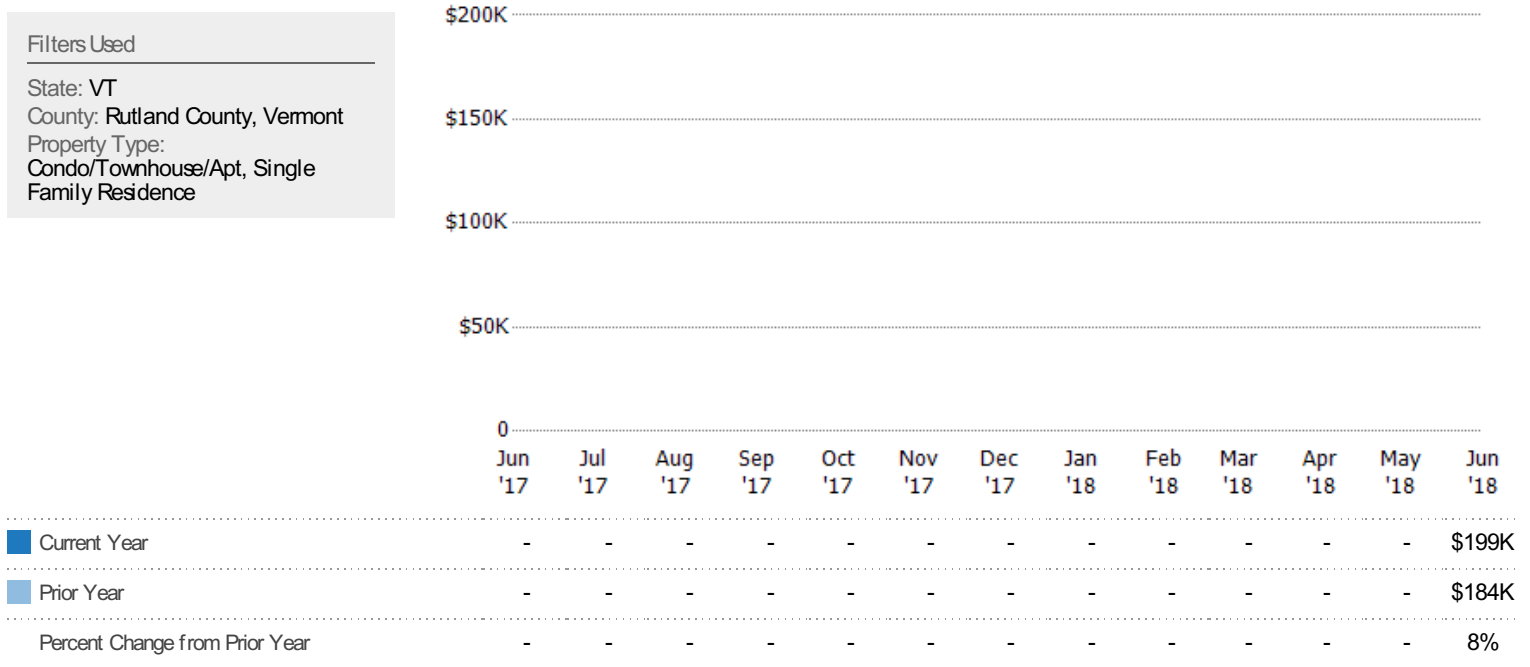 Filters Used
State: VT
County: Rutland County, Vermont
Property Type:
Condo/Townhouse/Apt, Single
Family Residence
$200K
$150K
$100K
$50K
0
Jun Jul Aug Sep Oct Nov Dec Jan Feb Mar Apr May Jun
'17 '17 '17 '17 '17 '17 '17 '18 '18 '18 '18 '18 '18
Current Year - - - - - - - - - - - - $199K
Prior Year - - - - - - - - - - - - $184K
Percent Change from Prior Year - - - - - - - - - - - - 8%